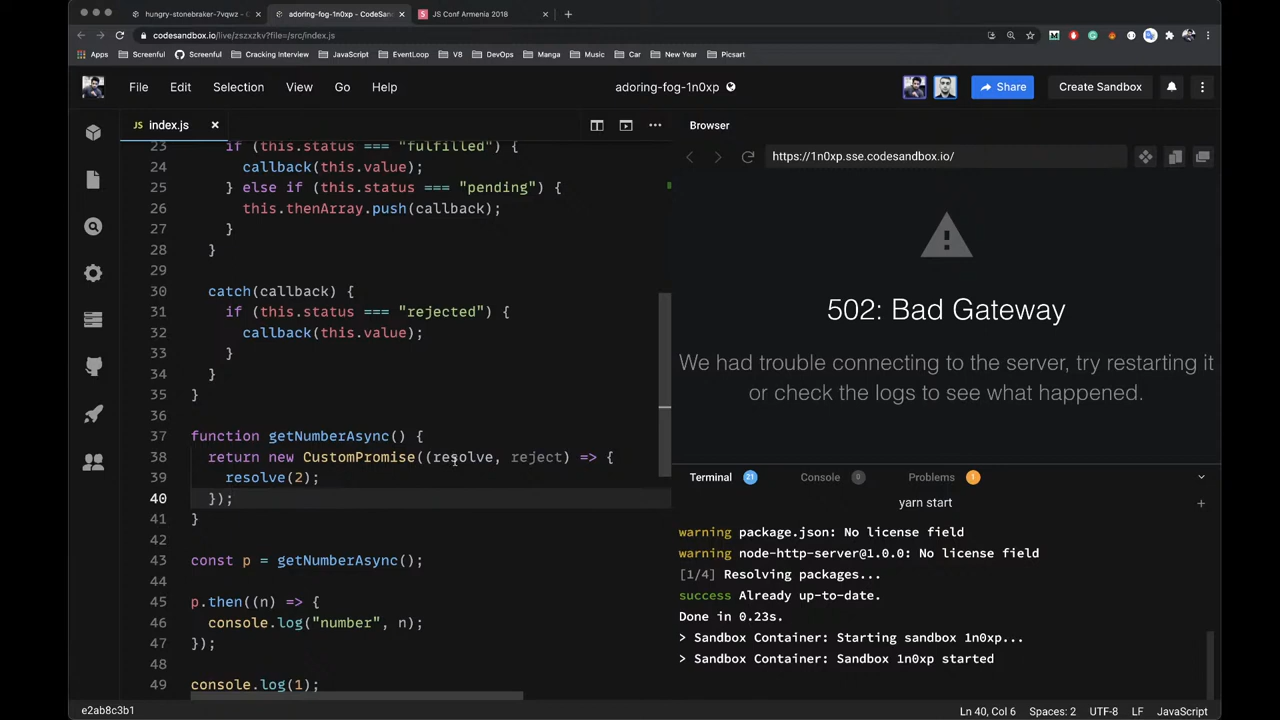 hungry-stonebraker-7vqwz - C
adoring-fog-1n0xp - CodeSan
JS Conf Armenia 2018
codesandbox.io/live/zszxzkv?file=/src/index.js
Apps Screenful Screenful Cracking Interview JavaScript EventLoop V8 DevOps Manga Music Car New Year Picsart
File Edit Selection View Go Help
adoring-fog-1n0xp
Share
Create Sandbox
JS index.js
Browser
https://1n0xp.sse.codesandbox.io/
23 if (this.status === "fulfilled") {
24 callback(this.value);
25 } else if (this.status === "pending") {
26 this.thenArray.push(callback);
27 }
28 }
29
30 catch(callback) {
31 if (this.status === "rejected") {
32 callback(this.value);
33 }
34 }
35 }
36
37 function getNumberAsync() {
38 return new CustomPromise((resolve, reject) => {
39 resolve(2);
40 });
41 }
42
43 const p = getNumberAsync();
44
45 p.then((n) => {
46 console.log("number", n);
47 });
48
49 console.log(1);
502: Bad Gateway
We had trouble connecting to the server, try restarting it
or check the logs to see what happened.
Terminal 21 Console 0 Problems 1
yarn start
warning package.json: No license field
warning node-http-server@1.0.0: No license field
[1/4] Resolving packages...
success Already up-to-date.
Done in 0.23s.
> Sandbox Container: Starting sandbox 1n0xp...
> Sandbox Container: Sandbox 1n0xp started
e2ab8c3b1
Ln 40, Col 6 Spaces: 2 UTF-8 LF JavaScript